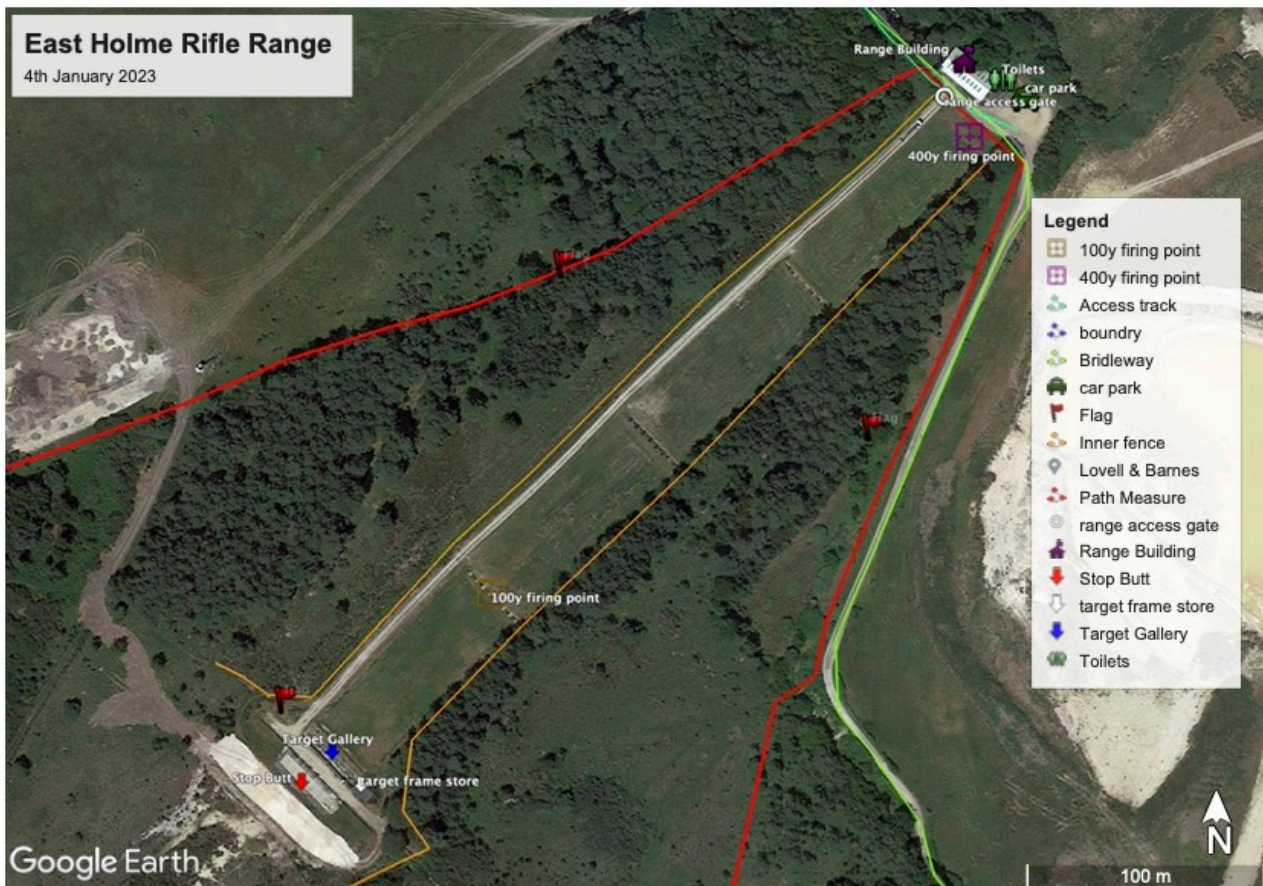 East Holme Rifle Range
4th January 2023
Range Building
Toilets
car park
range access gate
400y firing point
Flag
Flag
100y firing point
Target Gallery
Stop Butt
target frame store
Legend
100y firing point
400y firing point
Access track
boundry
Bridleway
car park
Flag
Inner fence
Lovell & Barnes
Path Measure
range access gate
Range Building
Stop Butt
target frame store
Target Gallery
Toilets
N
Google Earth
100 m